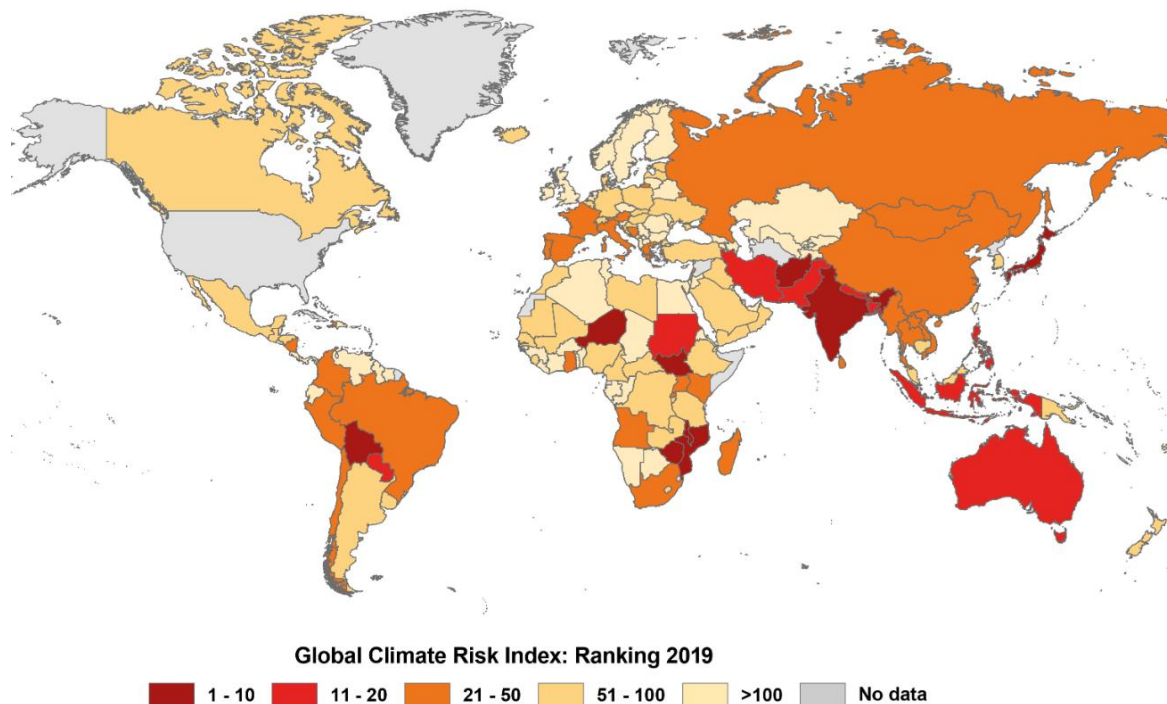 Global Climate Risk Index: Ranking 2019
1 - 10 11 - 20 21 - 50 51 - 100 >100 No data